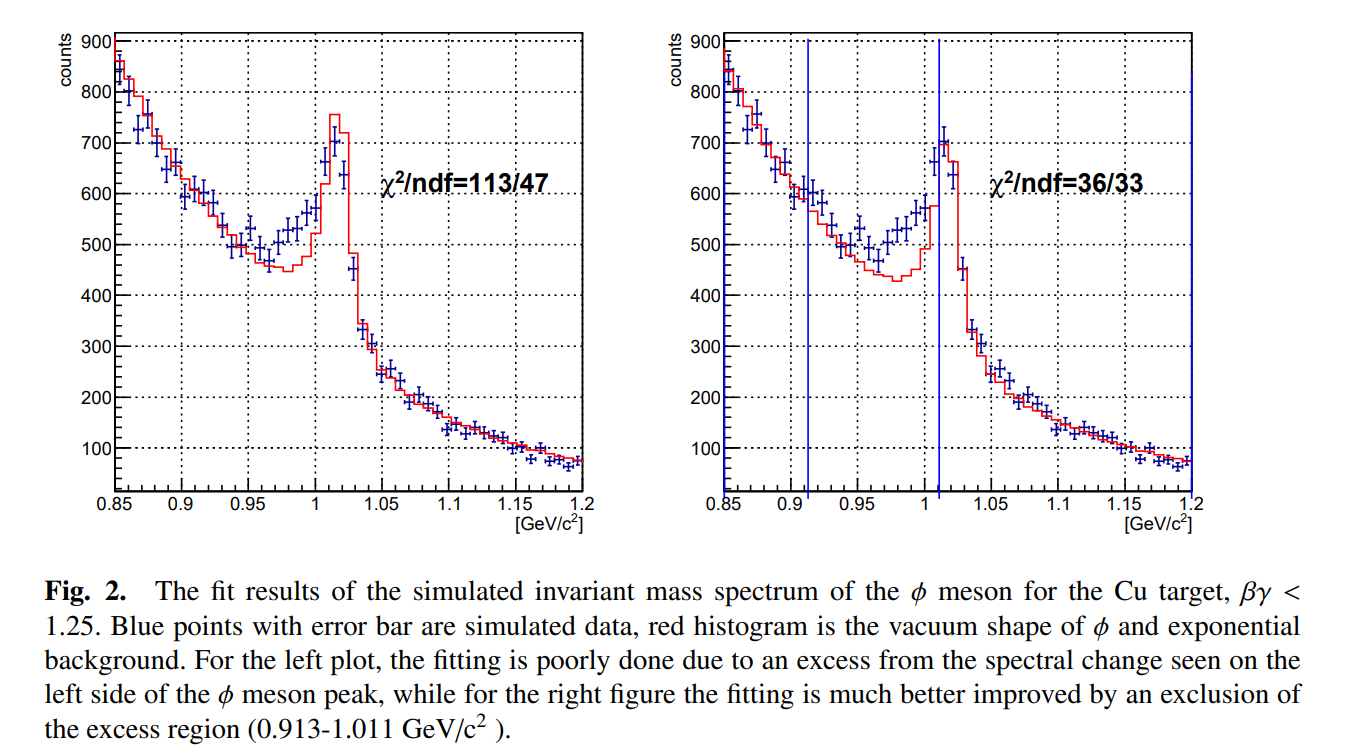 counts
900
800
700
600
500
400
300
200
100
χ²/ndf=113/47
0.85 0.9 0.95 1 1.05 1.1 1.15 1.2
[GeV/c²]
counts
900
800
700
600
500
400
300
200
100
χ²/ndf=36/33
0.85 0.9 0.95 1 1.05 1.1 1.15 1.2
[GeV/c²]
Fig. 2. The fit results of the simulated invariant mass spectrum of the ϕ meson for the Cu target, βγ <
1.25. Blue points with error bar are simulated data, red histogram is the vacuum shape of ϕ and exponential
background. For the left plot, the fitting is poorly done due to an excess from the spectral change seen on the
left side of the ϕ meson peak, while for the right figure the fitting is much better improved by an exclusion of
the excess region (0.913-1.011 GeV/c² ).